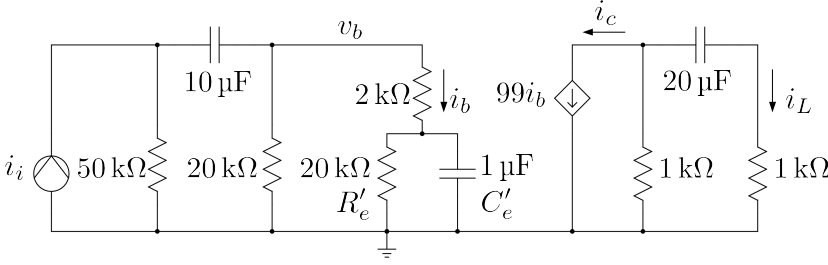 i_c
v_b
10 µF
20 µF
2 kΩ
i_b
99i_b
i_L
i_i
50 kΩ
20 kΩ
20 kΩ
1 µF
1 kΩ
1 kΩ
R'_e
C'_e